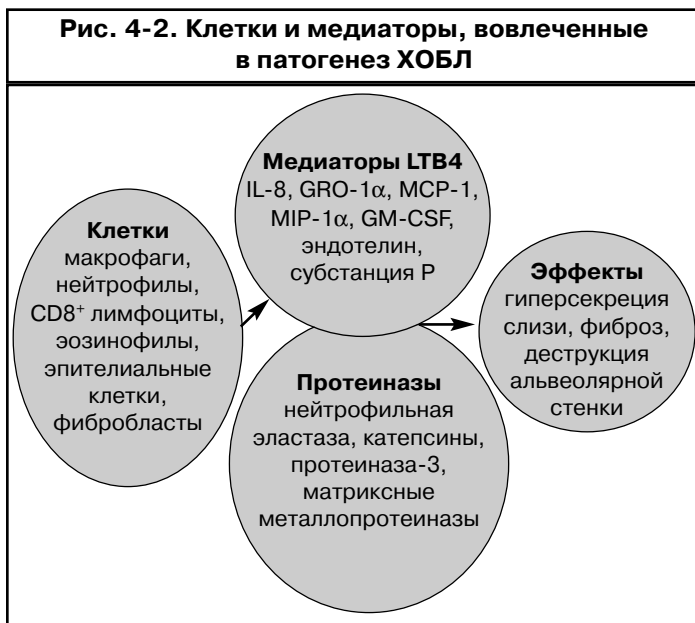 Рис. 4-2. Клетки и медиаторы, вовлеченные
в патогенез ХОБЛ
Клетки
макрофаги,
нейтрофилы,
CD8⁺ лимфоциты,
эозинофилы,
эпителиальные
клетки,
фибробласты
Медиаторы LTB4
IL-8, GRO-1α, MCP-1,
MIP-1α, GM-CSF,
эндотелин,
субстанция P
Протеиназы
нейтрофильная
эластаза, катепсины,
протеиназа-3,
матриксные
металлопротеиназы
Эффекты
гиперсекреция
слизи, фиброз,
деструкция
альвеолярной
стенки